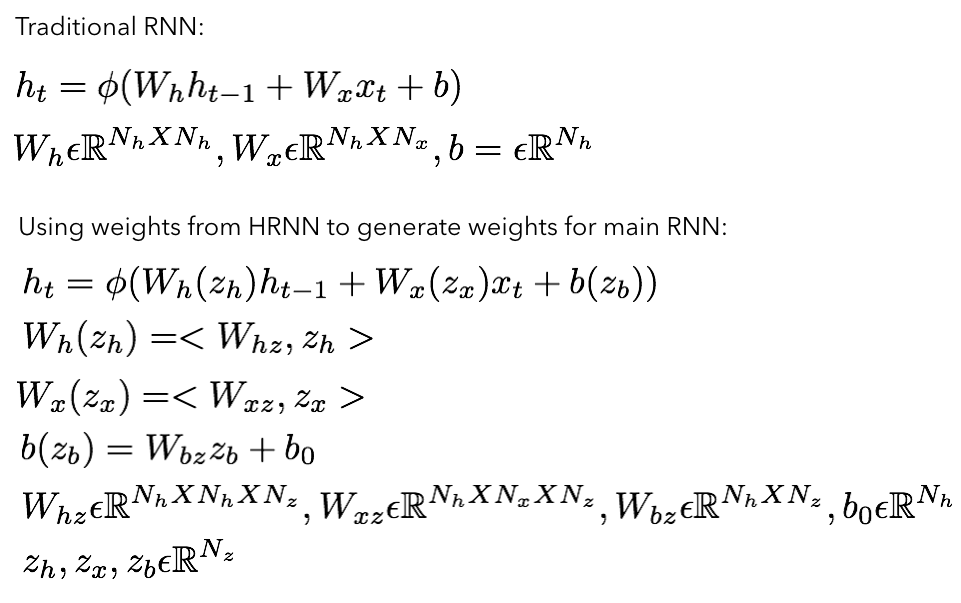 Traditional RNN:
h_t = ϕ(W_h h_{t−1} + W_x x_t + b)
W_h ϵ ℝ^{N_h X N_h}, W_x ϵ ℝ^{N_h X N_x}, b = ϵ ℝ^{N_h}
Using weights from HRNN to generate weights for main RNN:
h_t = ϕ(W_h(z_h)h_{t−1} + W_x(z_x)x_t + b(z_b))
W_h(z_h) =< W_{hz}, z_h >
W_x(z_x) =< W_{xz}, z_x >
b(z_b) = W_{bz} z_b + b_0
W_{hz} ϵ ℝ^{N_h X N_h X N_z}, W_{xz} ϵ ℝ^{N_h X N_x X N_z}, W_{bz} ϵ ℝ^{N_h X N_z}, b_0 ϵ ℝ^{N_h}
z_h, z_x, z_b ϵ ℝ^{N_z}